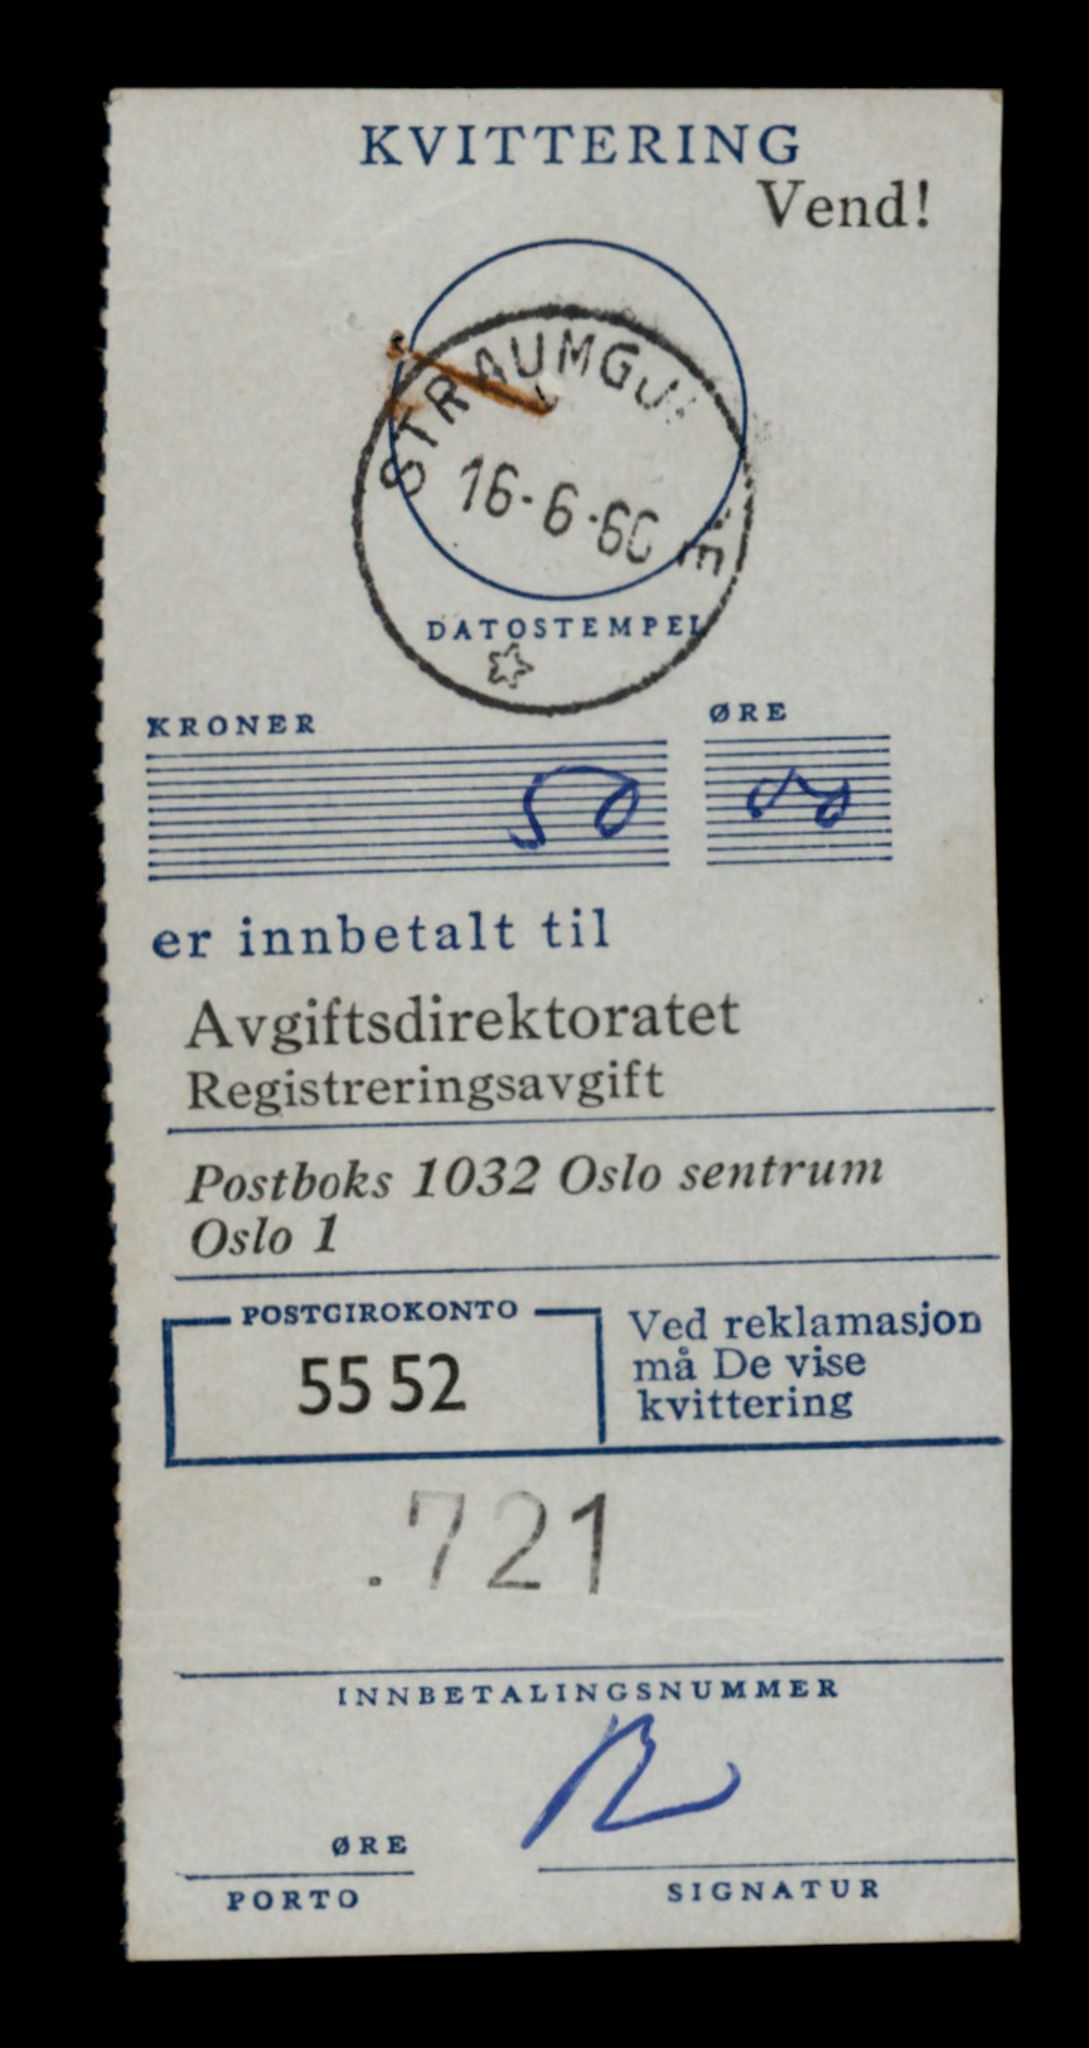 KVITTERING
Vend!
16-6-60
DATOSTEMPEL
KRONER ØRE
50 00
er innbetalt til
Avgiftsdirektoratet
Registreringsavgift
Postboks 1032 Oslo sentrum
Oslo 1
POSTGIROKONTO
55 52
Ved reklamasjon
må De vise
kvittering
.721
INNBETALINGSNUMMER
ØRE
PORTO
SIGNATUR